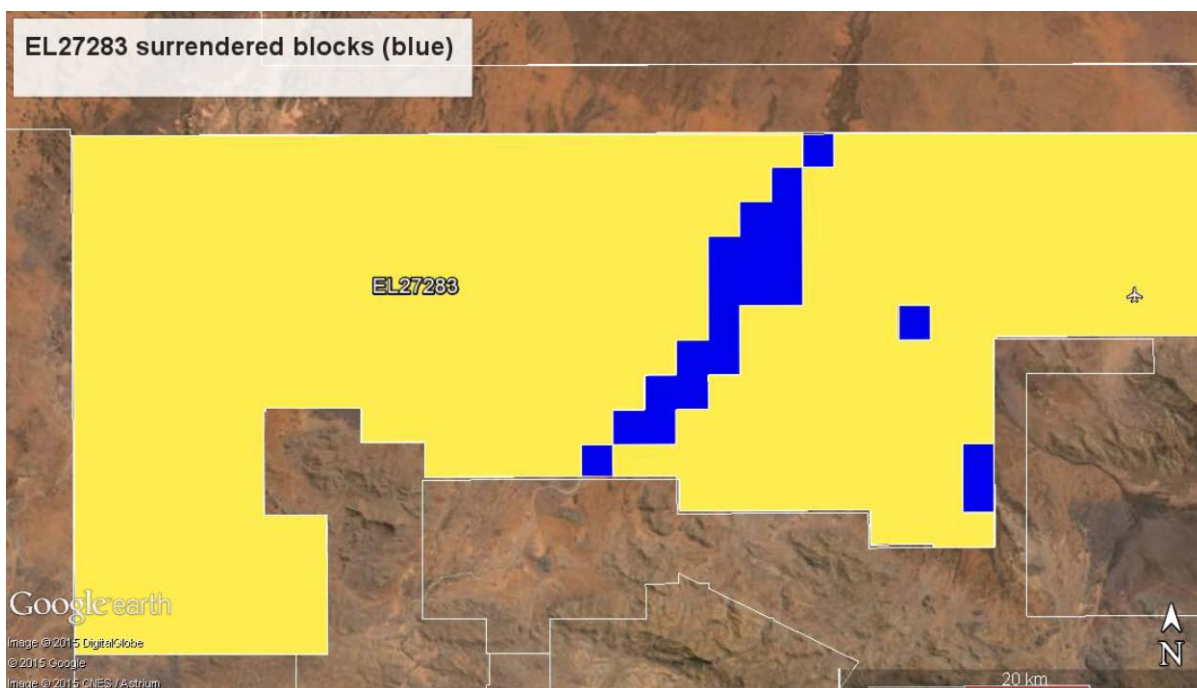 EL27283 surrendered blocks (blue)
EL27283
Google earth
Image © 2015 DigitalGlobe
© 2015 Google
Image © 2015 CNES / Astrium
20 km
N